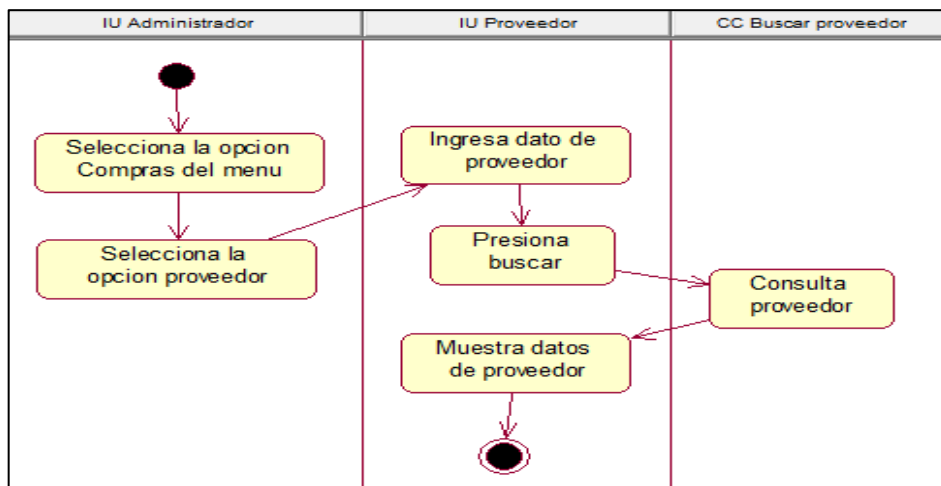 IU Administrador
IU Proveedor
CC Buscar proveedor
Selecciona la opcion
Compras del menu
Selecciona la
opcion proveedor
Ingresa dato de
proveedor
Presiona
buscar
Consulta
proveedor
Muestra datos
de proveedor